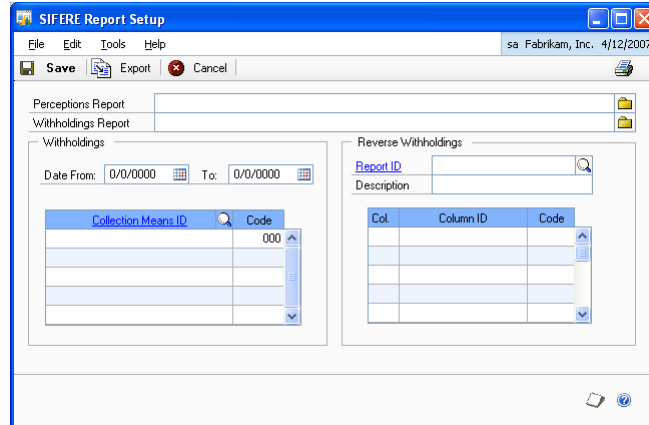 SIFERE Report Setup
File Edit Tools Help
sa Fabrikam, Inc. 4/12/2007
Save Export Cancel
Perceptions Report
Withholdings Report
Withholdings
Date From: 0/0/0000 To: 0/0/0000
Collection Means ID Code
000
Reverse Withholdings
Report ID
Description
Col. Column ID Code